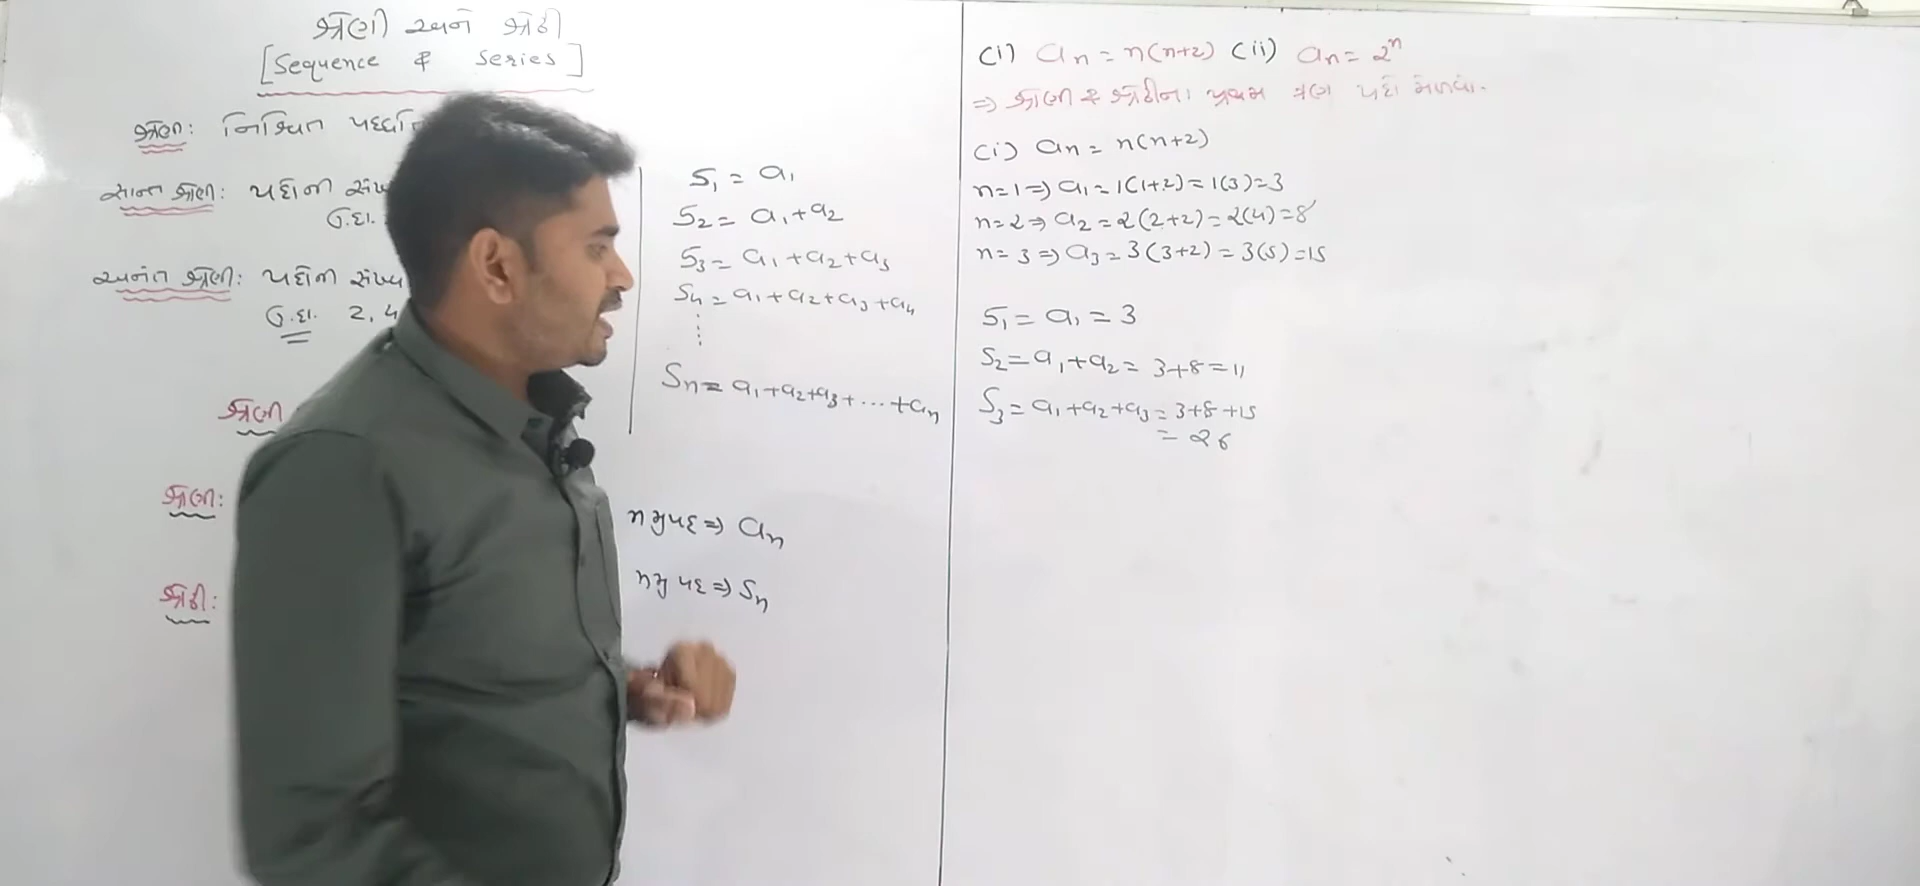 શ્રેણી અને શ્રેઢી
[Sequence & Series]
શ્રેણી: નિશ્ચિત
સાન્ત શ્રેણી: પદોની
ઉ.દા.
અનંત શ્રેણી: પદોની
ઉ.દા. 2, 4
શ્રેણી
શ્રેણી:
શ્રેઢી:
S₁ = a₁
S₂ = a₁+a₂
S₃ = a₁+a₂+a₃
S₄ = a₁+a₂+a₃+a₄
⋮
Sₙ = a₁+a₂+a₃+...+aₙ
n મુ પદ ⇒ aₙ
n મુ પદ ⇒ Sₙ
(i) aₙ = n(n+2) (ii) aₙ = 2ⁿ
⇒ શ્રેણી & શ્રેઢીના પ્રથમ ત્રણ પદો મેળવો.
(i) aₙ = n(n+2)
n=1 ⇒ a₁ = 1(1+2) = 1(3) = 3
n=2 ⇒ a₂ = 2(2+2) = 2(4) = 8
n=3 ⇒ a₃ = 3(3+2) = 3(5) = 15
S₁ = a₁ = 3
S₂ = a₁+a₂ = 3+8 = 11
S₃ = a₁+a₂+a₃ = 3+8+15
= 26